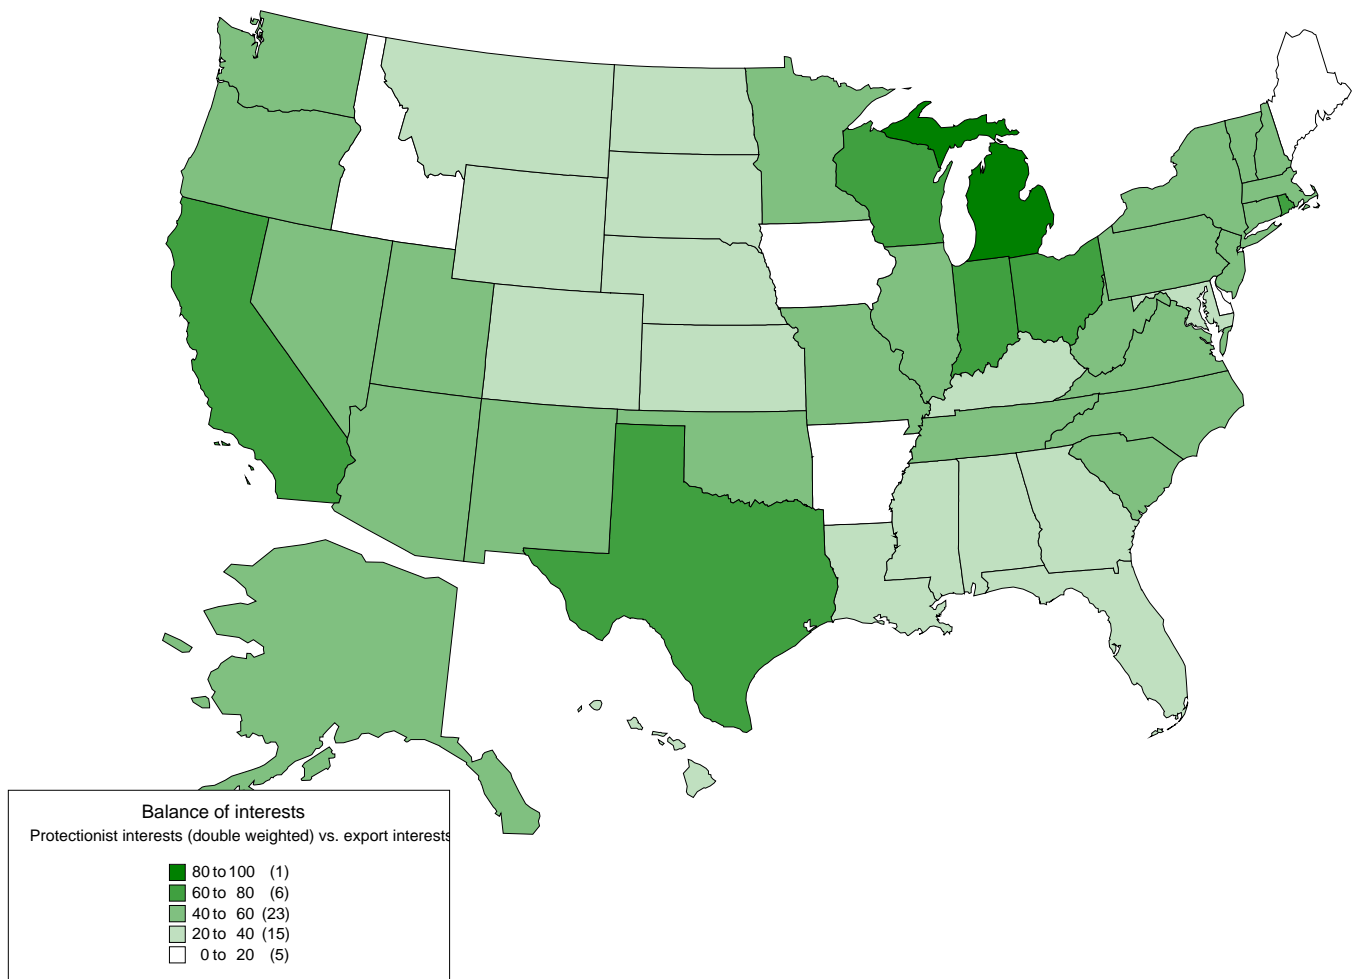 Balance of interests
Protectionist interests (double weighted) vs. export interests
80 to 100 (1)
60 to 80 (6)
40 to 60 (23)
20 to 40 (15)
0 to 20 (5)